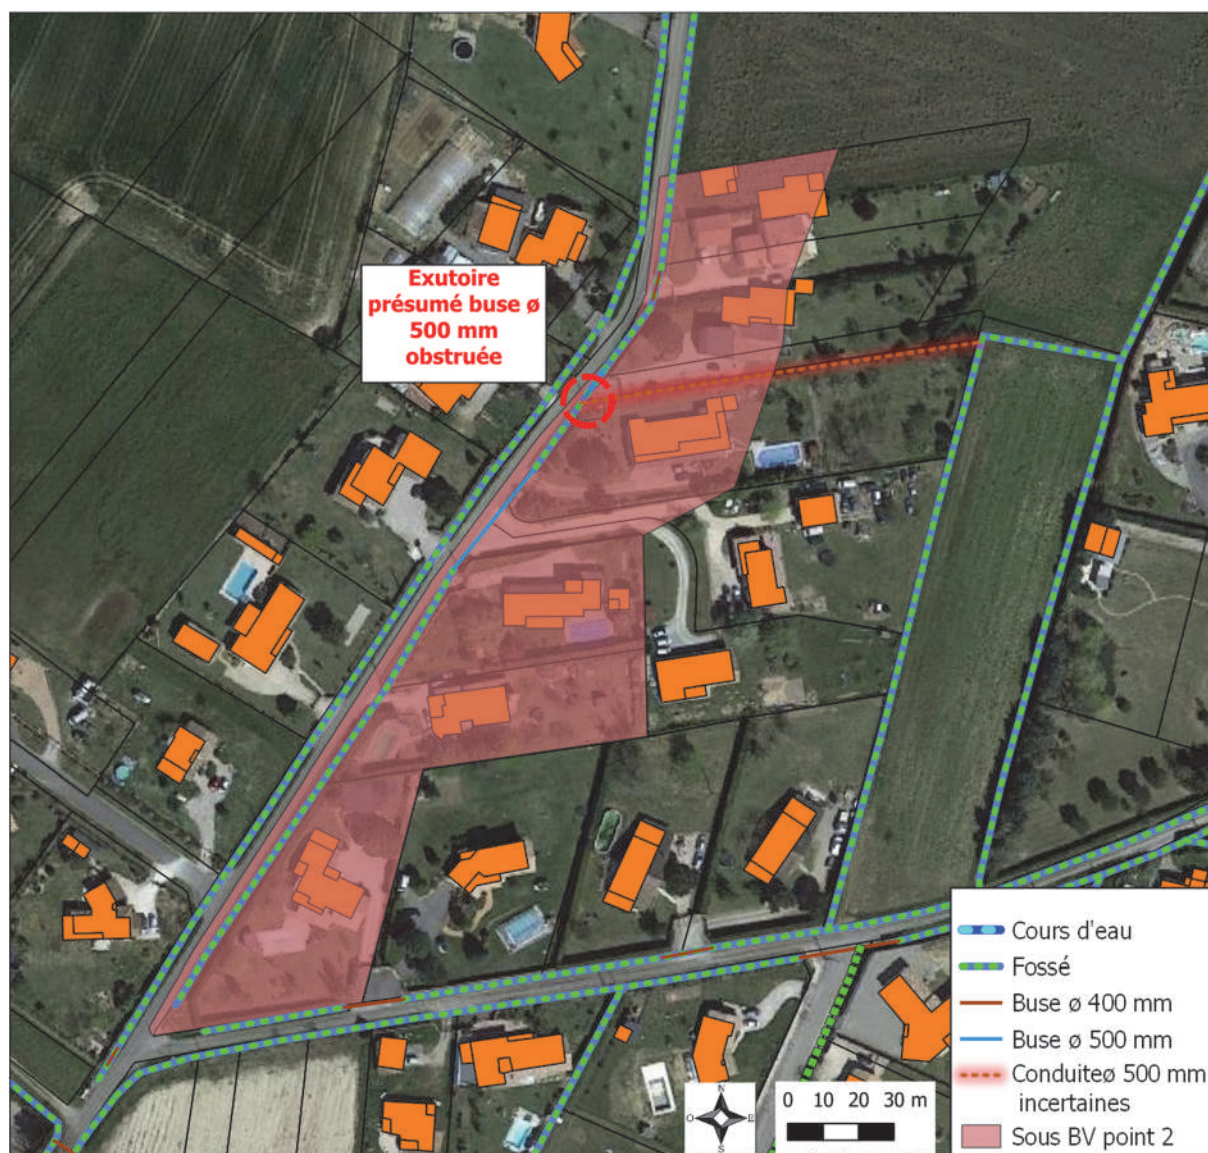 Exutoire
présumé buse ø
500 mm
obstruée
Cours d'eau
Fossé
Buse ø 400 mm
Buse ø 500 mm
Conduiteø 500 mm
incertaines
Sous BV point 2
N
O E
S
0 10 20 30 m